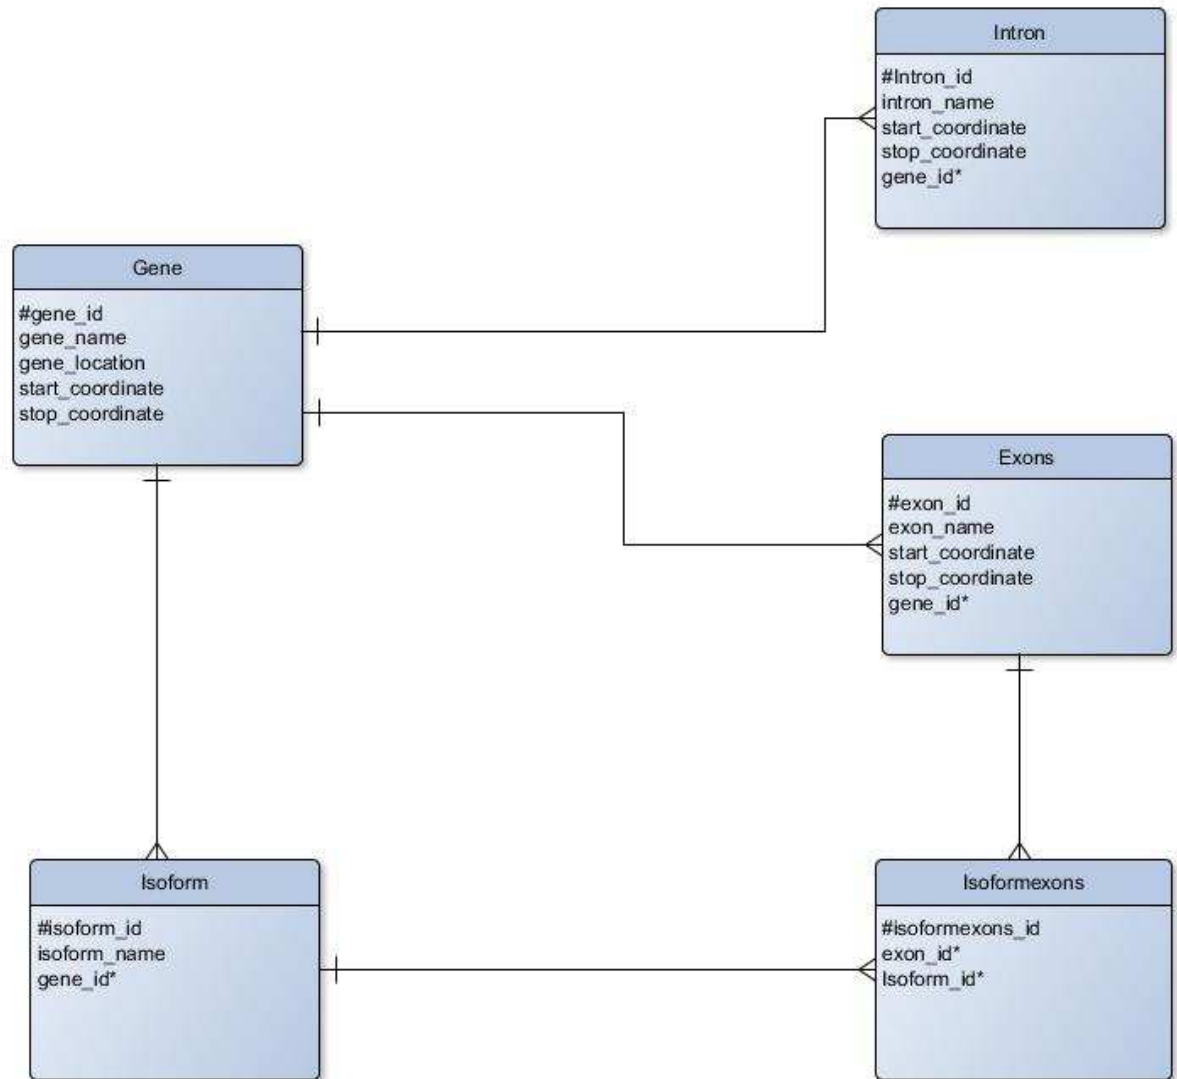 Intron
#Intron_id
intron_name
start_coordinate
stop_coordinate
gene_id*
Gene
#gene_id
gene_name
gene_location
start_coordinate
stop_coordinate
Exons
#exon_id
exon_name
start_coordinate
stop_coordinate
gene_id*
Isoform
#isoform_id
isoform_name
gene_id*
Isoformexons
#isoformexons_id
exon_id*
Isoform_id*